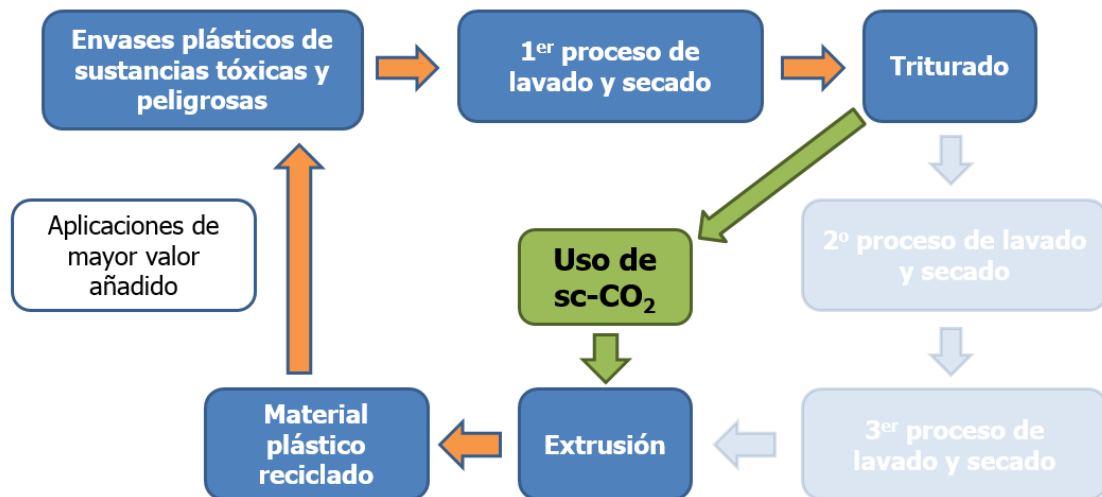 Envases plásticos de
sustancias tóxicas y
peligrosas
1er proceso de
lavado y secado
Triturado
Aplicaciones de
mayor valor
añadido
Uso de
sc-CO2
2o proceso de lavado
y secado
Material
plástico
reciclado
Extrusión
3er proceso de
lavado y secado